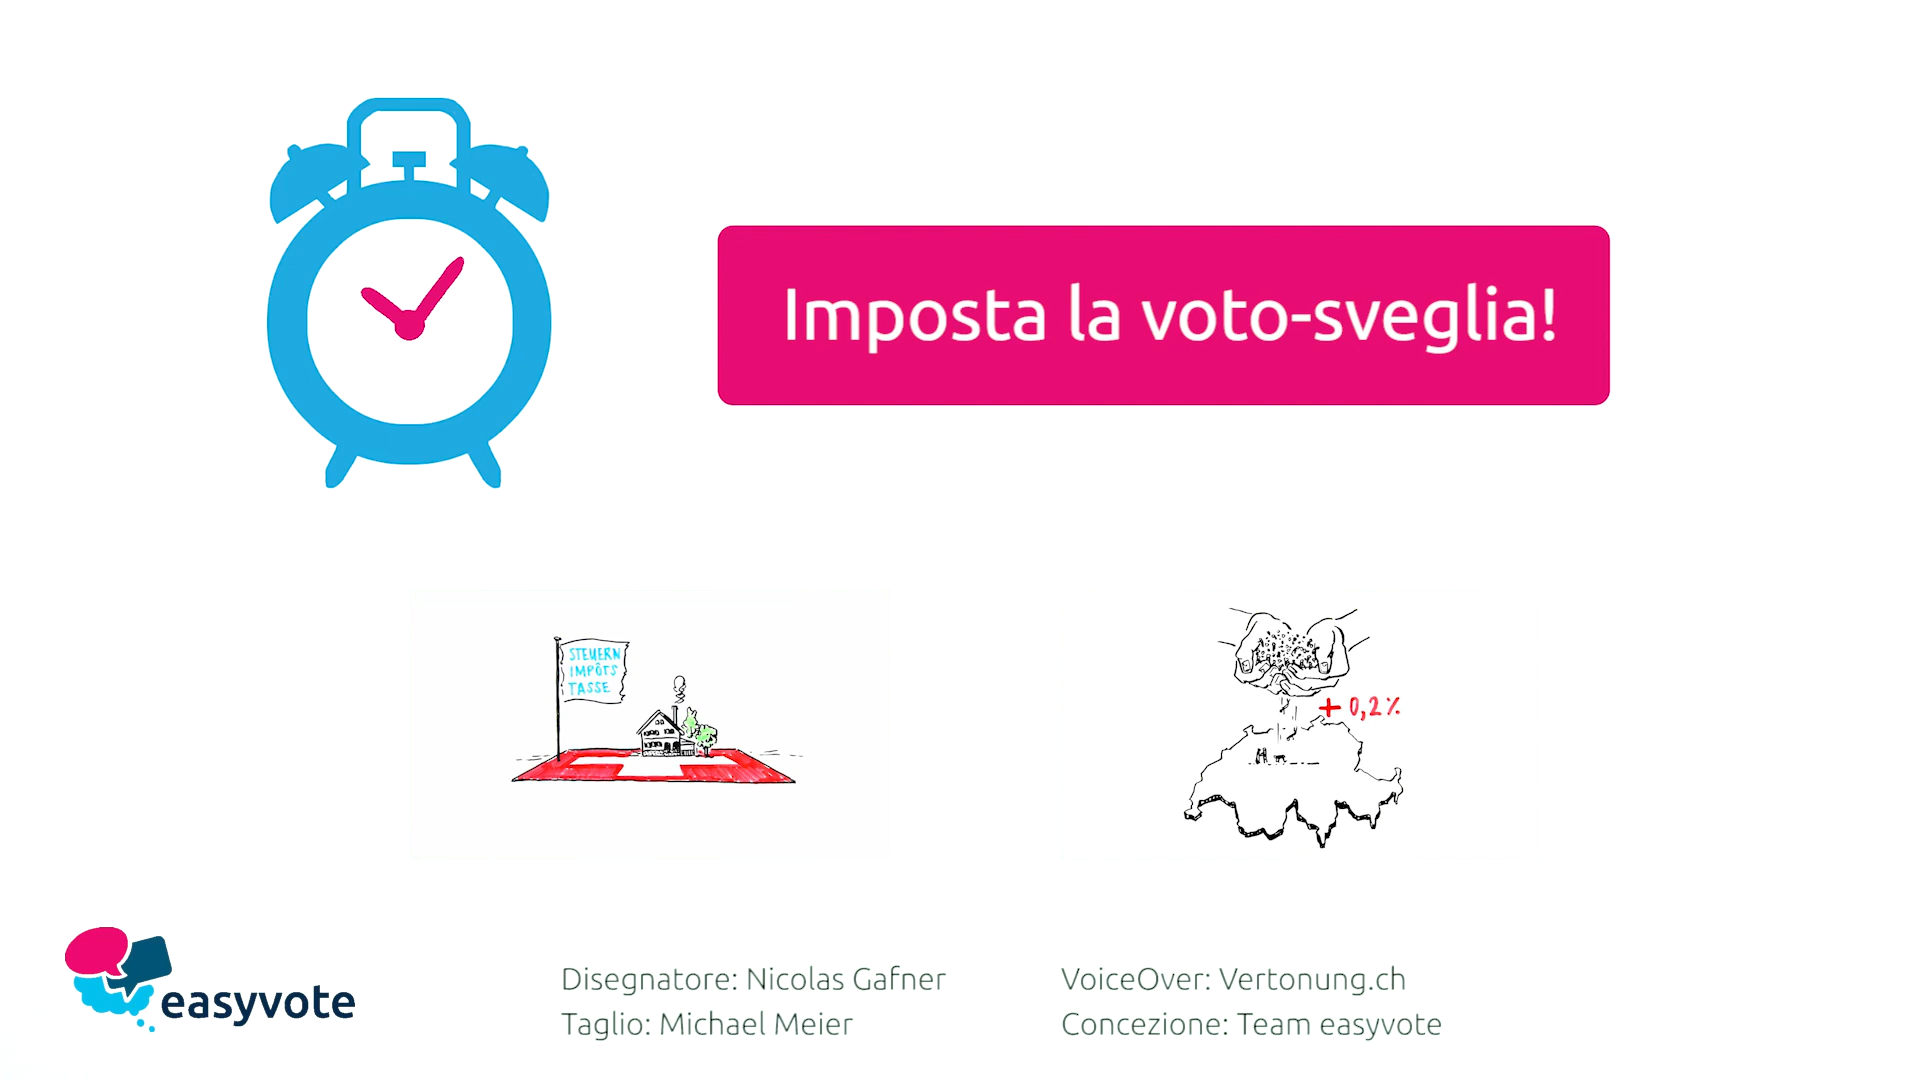 Imposta la voto-sveglia!
STEUERN
IMPÔTS
TASSE
+ 0,2%
easyvote
Disegnatore: Nicolas Gafner
Taglio: Michael Meier
VoiceOver: Vertonung.ch
Concezione: Team easyvote